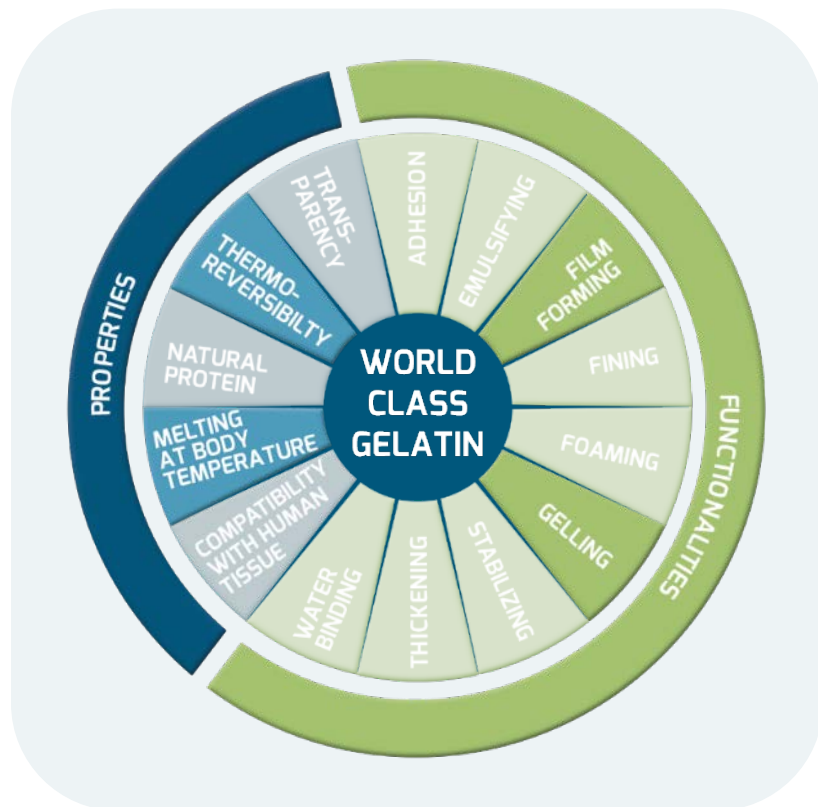 PROPERTIES
FUNCTIONALITIES
WORLD
CLASS
GELATIN
ADHESION
EMULSIFYING
FILM
FORMING
FINING
FOAMING
GELLING
STABILIZING
THICKENING
WATER
BINDING
COMPATIBILITY
WITH HUMAN
TISSUE
MELTING
AT BODY
TEMPERATURE
NATURAL
PROTEIN
THERMO-
REVERSIBILTY
TRANS-
PARENCY